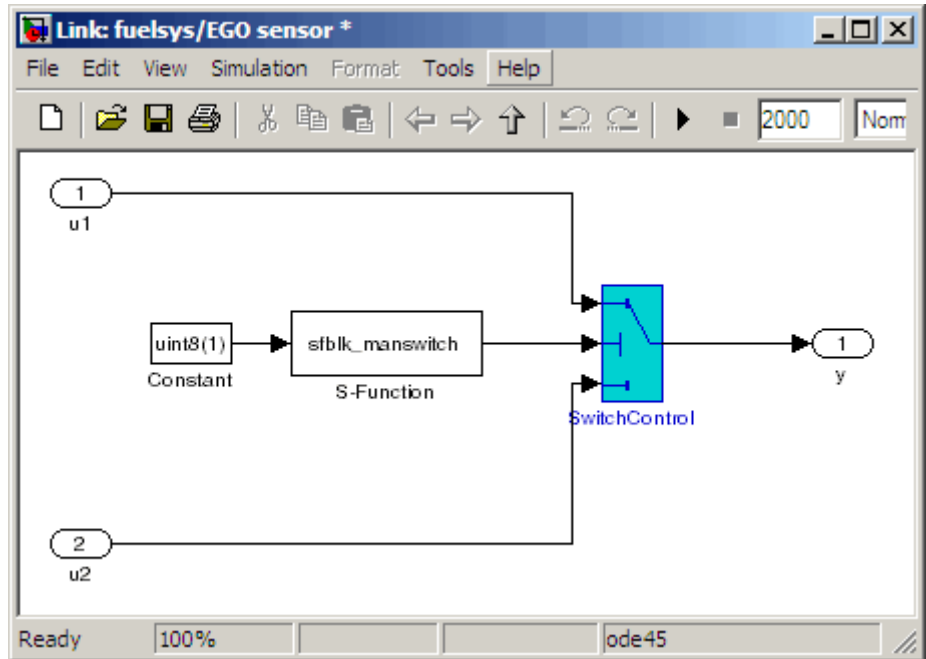 Link: fuelsys/EGO sensor *
File Edit View Simulation Format Tools Help
2000 Norm
1
u1
uint8(1)
Constant
sfblk_manswitch
S-Function
SwitchControl
1
y
2
u2
Ready 100% ode45